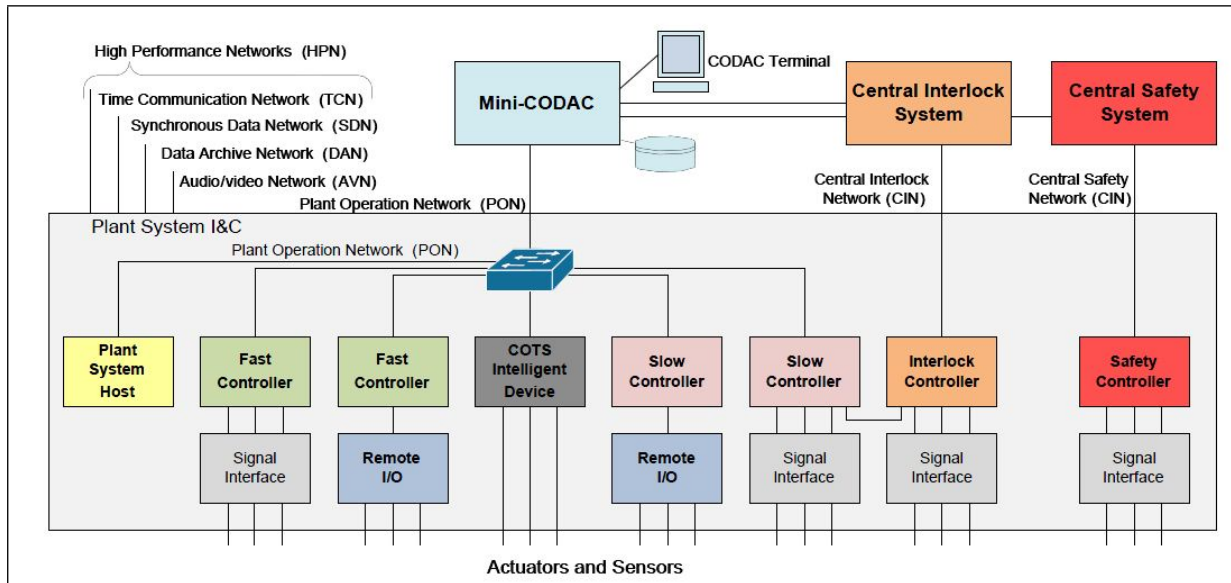 High Performance Networks (HPN)
Time Communication Network (TCN)
Synchronous Data Network (SDN)
Data Archive Network (DAN)
Audio/video Network (AVN)
Plant Operation Network (PON)
Mini-CODAC
CODAC Terminal
Central Interlock
System
Central Safety
System
Central Interlock
Network (CIN)
Central Safety
Network (CIN)
Plant System I&C
Plant Operation Network (PON)
Plant
System
Host
Fast
Controller
Fast
Controller
COTS
Intelligent
Device
Slow
Controller
Slow
Controller
Interlock
Controller
Safety
Controller
Signal
Interface
Remote
I/O
Remote
I/O
Signal
Interface
Signal
Interface
Signal
Interface
Actuators and Sensors